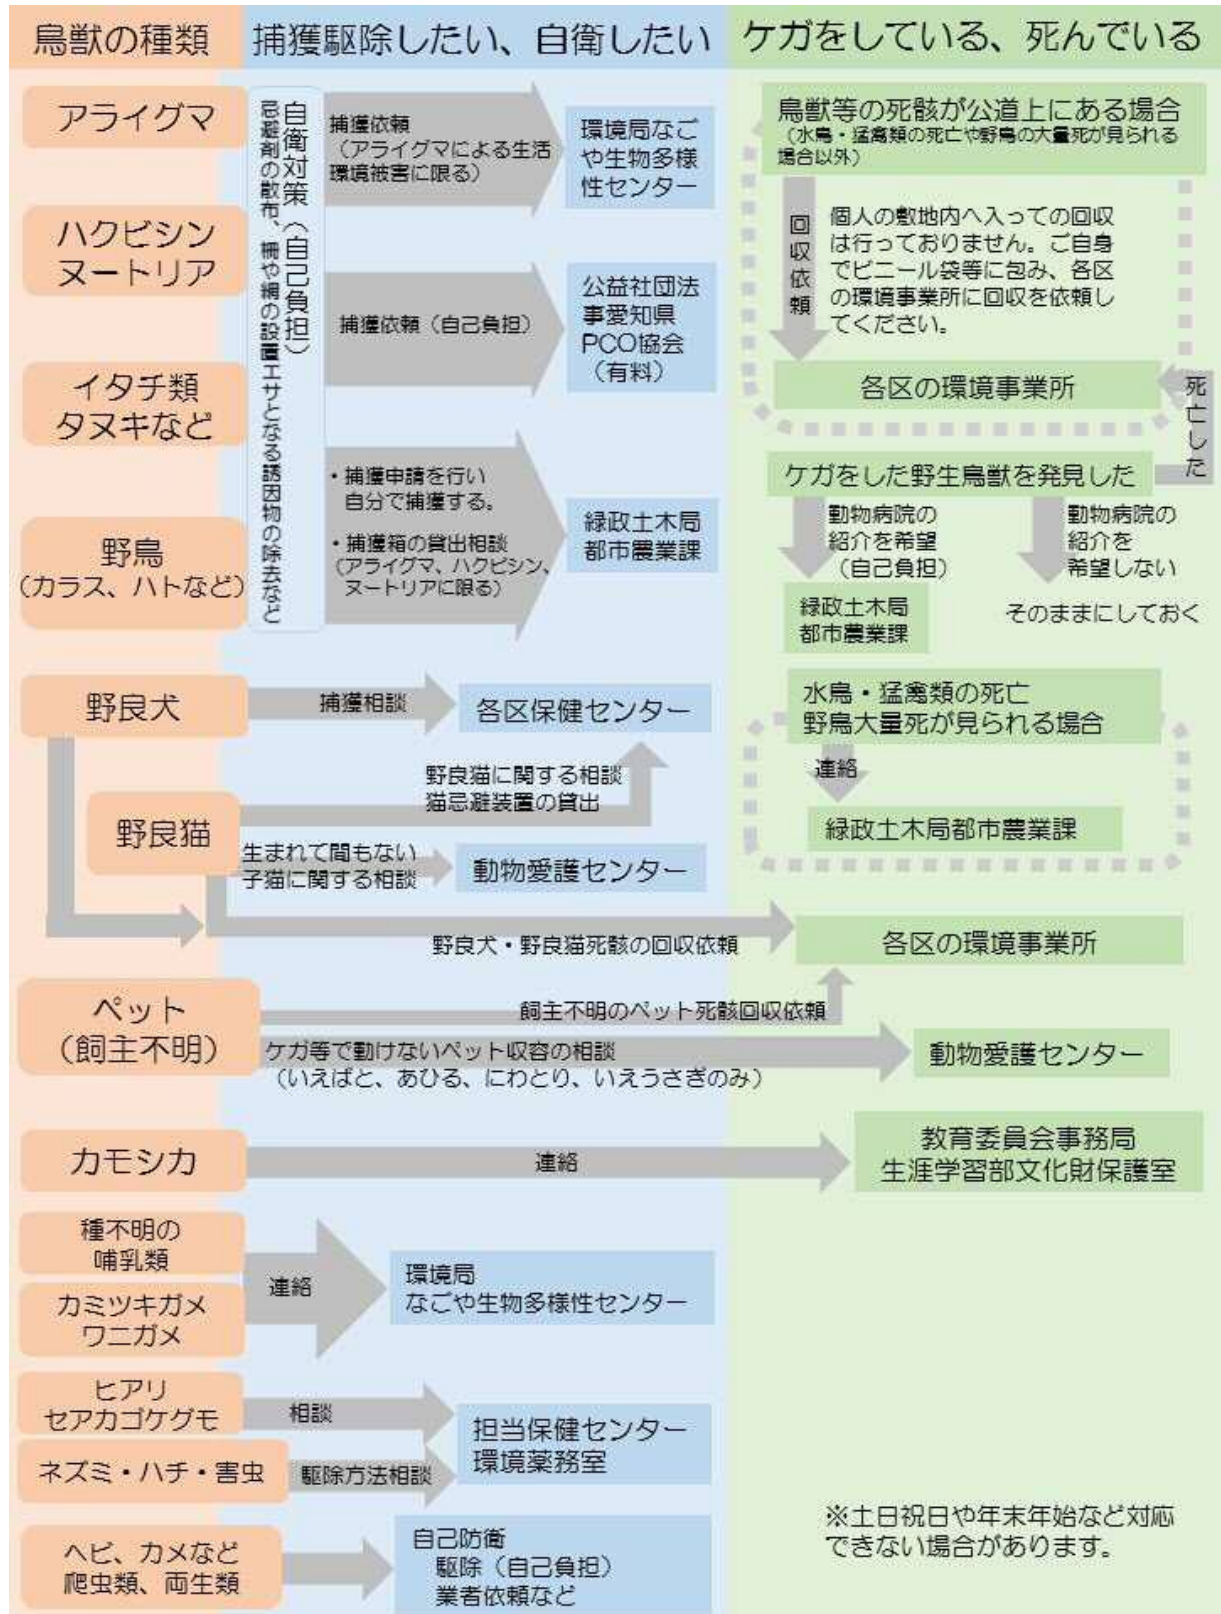 鳥獣の種類
捕獲駆除したい、自衛したい
ケガをしている、死んでいる
アライグマ
ハクビシン
ヌートリア
イタチ類
タヌキなど
野鳥
(カラス、ハトなど)
自衛対策（自己負担）
忌避剤の散布、柵や網の設置エサとなる誘因物の除去など
捕獲依頼
（アライグマによる生活
環境被害に限る）
環境局なご
や生物多様
性センター
捕獲依頼（自己負担）
公益社団法
事愛知県
PCO協会
（有料）
・捕獲申請を行い
自分で捕獲する。
・捕獲箱の貸出相談
（アライグマ、ハクビシン、
ヌートリアに限る）
緑政土木局
都市農業課
鳥獣等の死骸が公道上にある場合
（水鳥・猛禽類の死亡や野鳥の大量死が見られる
場合以外）
回収依頼
個人の敷地内へ入っての回収
は行っておりません。ご自身
でビニール袋等に包み、各区
の環境事業所に回収を依頼し
てください。
各区の環境事業所
死亡した
ケガをした野生鳥獣を発見した
動物病院の
紹介を希望
（自己負担）
動物病院の
紹介を
希望しない
緑政土木局
都市農業課
そのままにしておく
水鳥・猛禽類の死亡
野鳥大量死が見られる場合
連絡
緑政土木局都市農業課
野良犬
捕獲相談
各区保健センター
野良猫に関する相談
猫忌避装置の貸出
野良猫
生まれて間もない
子猫に関する相談
動物愛護センター
野良犬・野良猫死骸の回収依頼
各区の環境事業所
ペット
（飼主不明）
飼主不明のペット死骸回収依頼
ケガ等で動けないペット収容の相談
（いえばと、あひる、にわとり、いえうさぎのみ）
動物愛護センター
カモシカ
連絡
教育委員会事務局
生涯学習部文化財保護室
種不明の
哺乳類
カミツキガメ
ワニガメ
連絡
環境局
なごや生物多様性センター
ヒアリ
セアカゴケグモ
相談
担当保健センター
環境薬務室
ネズミ・ハチ・害虫
駆除方法相談
ヘビ、カメなど
爬虫類、両生類
自己防衛
駆除（自己負担）
業者依頼など
※土日祝日や年末年始など対応
できない場合があります。